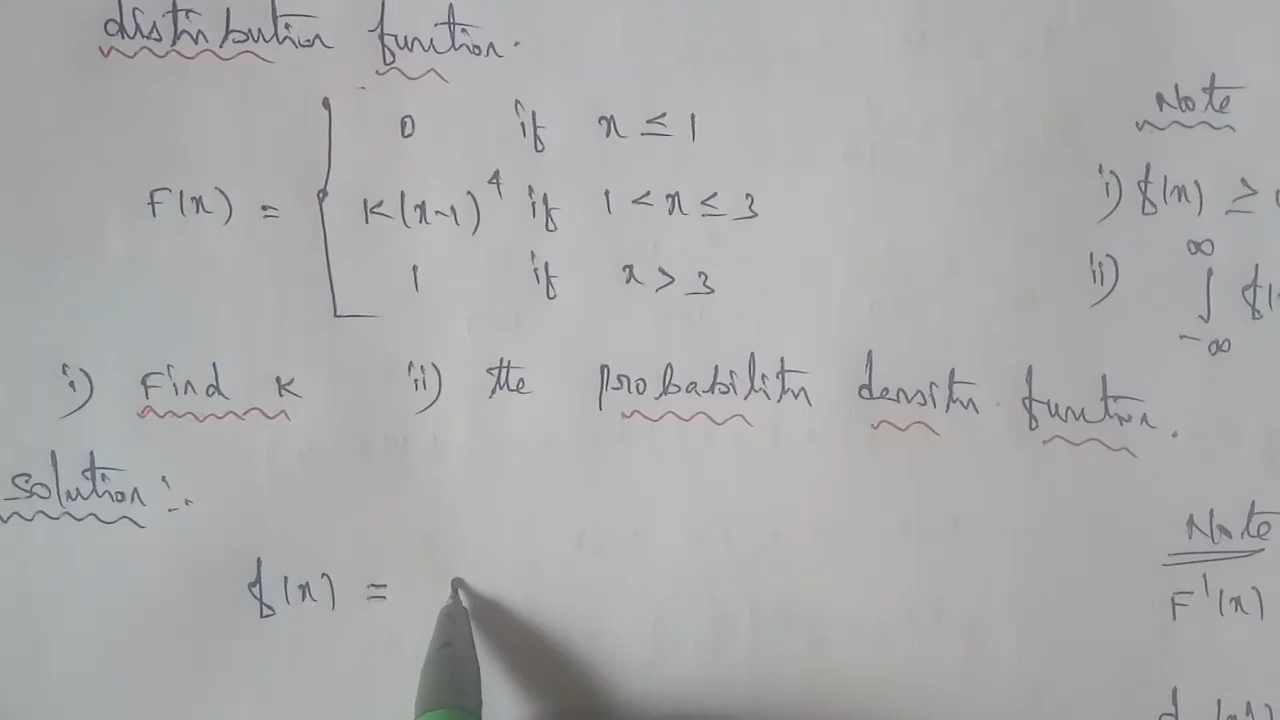 distribution function.
0 if x ≤ 1
F(x) = K(x-1)^4 if 1 < x ≤ 3
1 if x > 3
i) Find K ii) the probability density function.
Solution:-
f(x) =
Note
i) f(x) ≥
ii) ∫ -∞ ∞ f(
Note
F'(x)